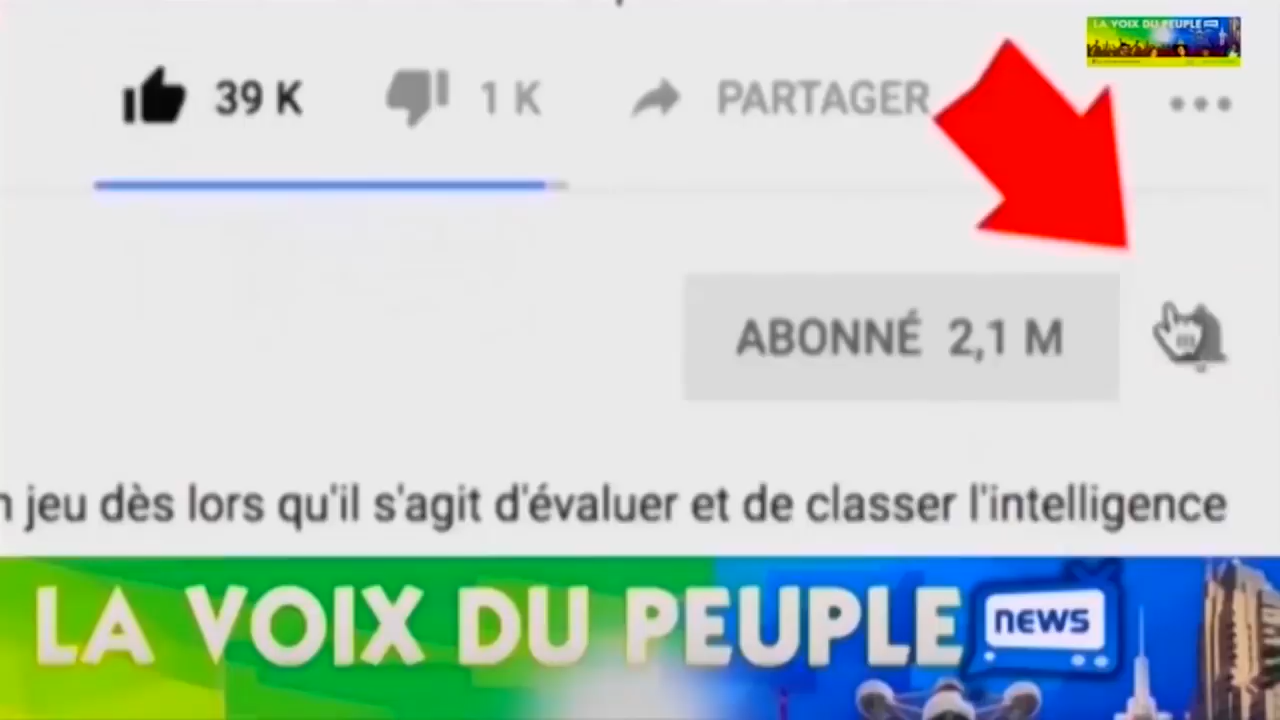 LA VOIX DU PEUPLE
39 K 1 K PARTAGER
ABONNÉ 2,1 M
n jeu dès lors qu'il s'agit d'évaluer et de classer l'intelligence
LA VOIX DU PEUPLE NEWS